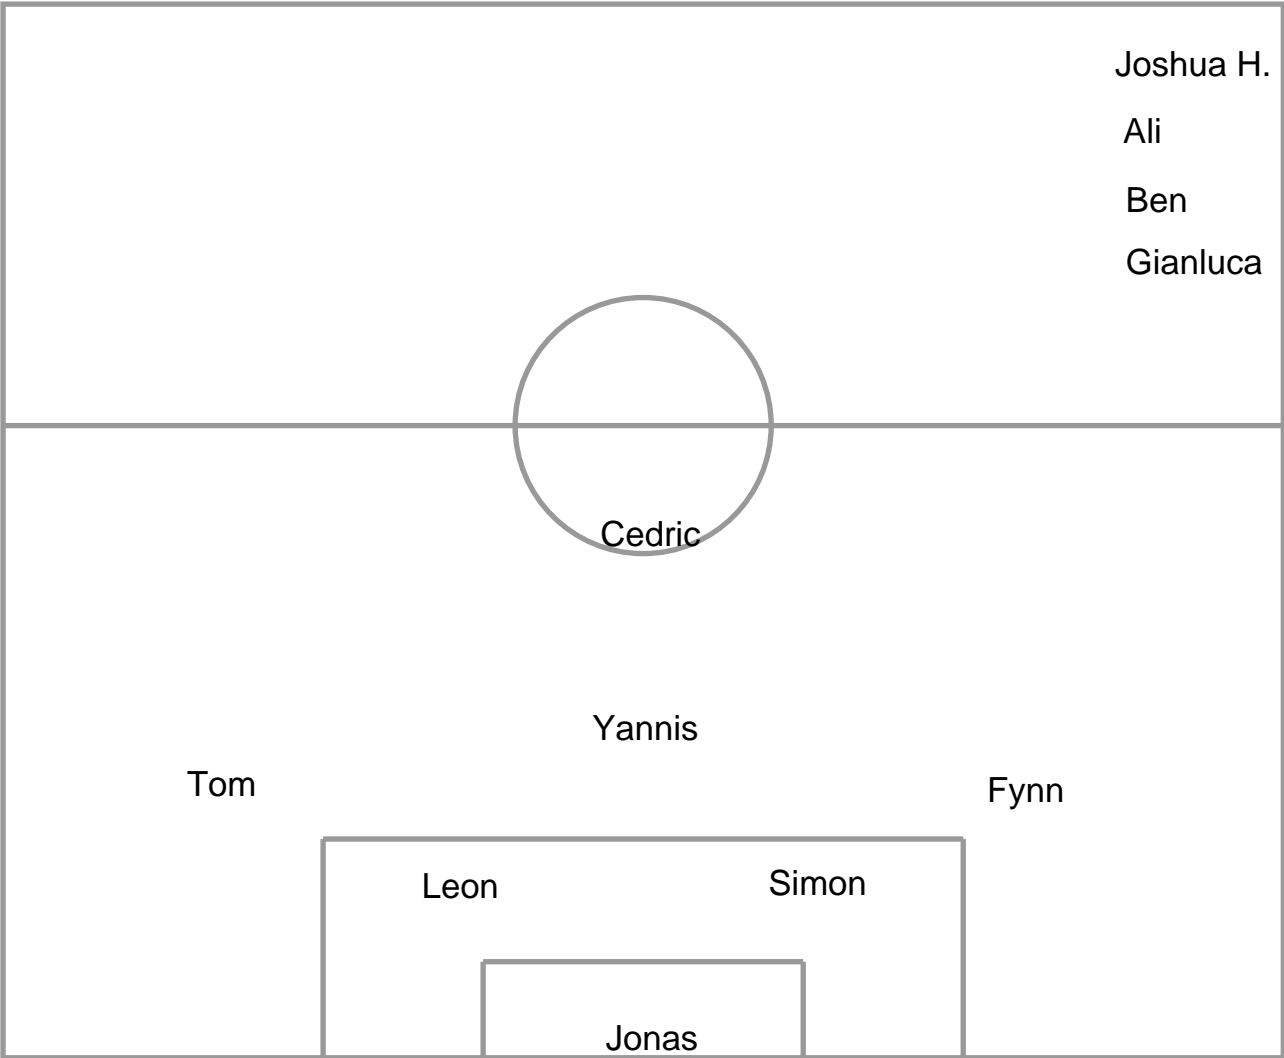 Joshua H.
Ali
Ben
Gianluca
Cedric
Yannis
Tom
Fynn
Leon
Simon
Jonas